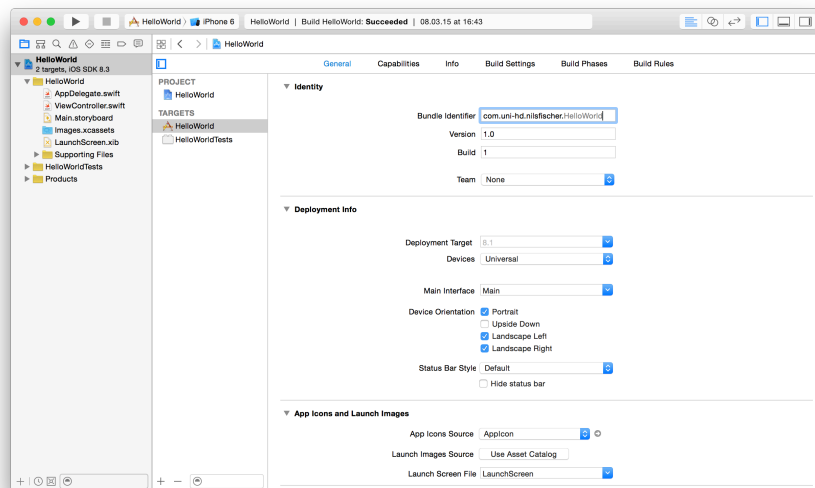 HelloWorld iPhone 6 HelloWorld | Build HelloWorld: Succeeded | 08.03.15 at 16:43
HelloWorld
HelloWorld
2 targets, iOS SDK 8.3
HelloWorld
AppDelegate.swift
ViewController.swift
Main.storyboard
Images.xcassets
LaunchScreen.xib
Supporting Files
HelloWorldTests
Products
General Capabilities Info Build Settings Build Phases Build Rules
PROJECT
HelloWorld
TARGETS
HelloWorld
HelloWorldTests
Identity
Bundle Identifier com.uni-hd.nilsfischer.HelloWorld
Version 1.0
Build 1
Team None
Deployment Info
Deployment Target 8.1
Devices Universal
Main Interface Main
Device Orientation Portrait
Upside Down
Landscape Left
Landscape Right
Status Bar Style Default
Hide status bar
App Icons and Launch Images
App Icons Source AppIcon
Launch Images Source Use Asset Catalog
Launch Screen File LaunchScreen